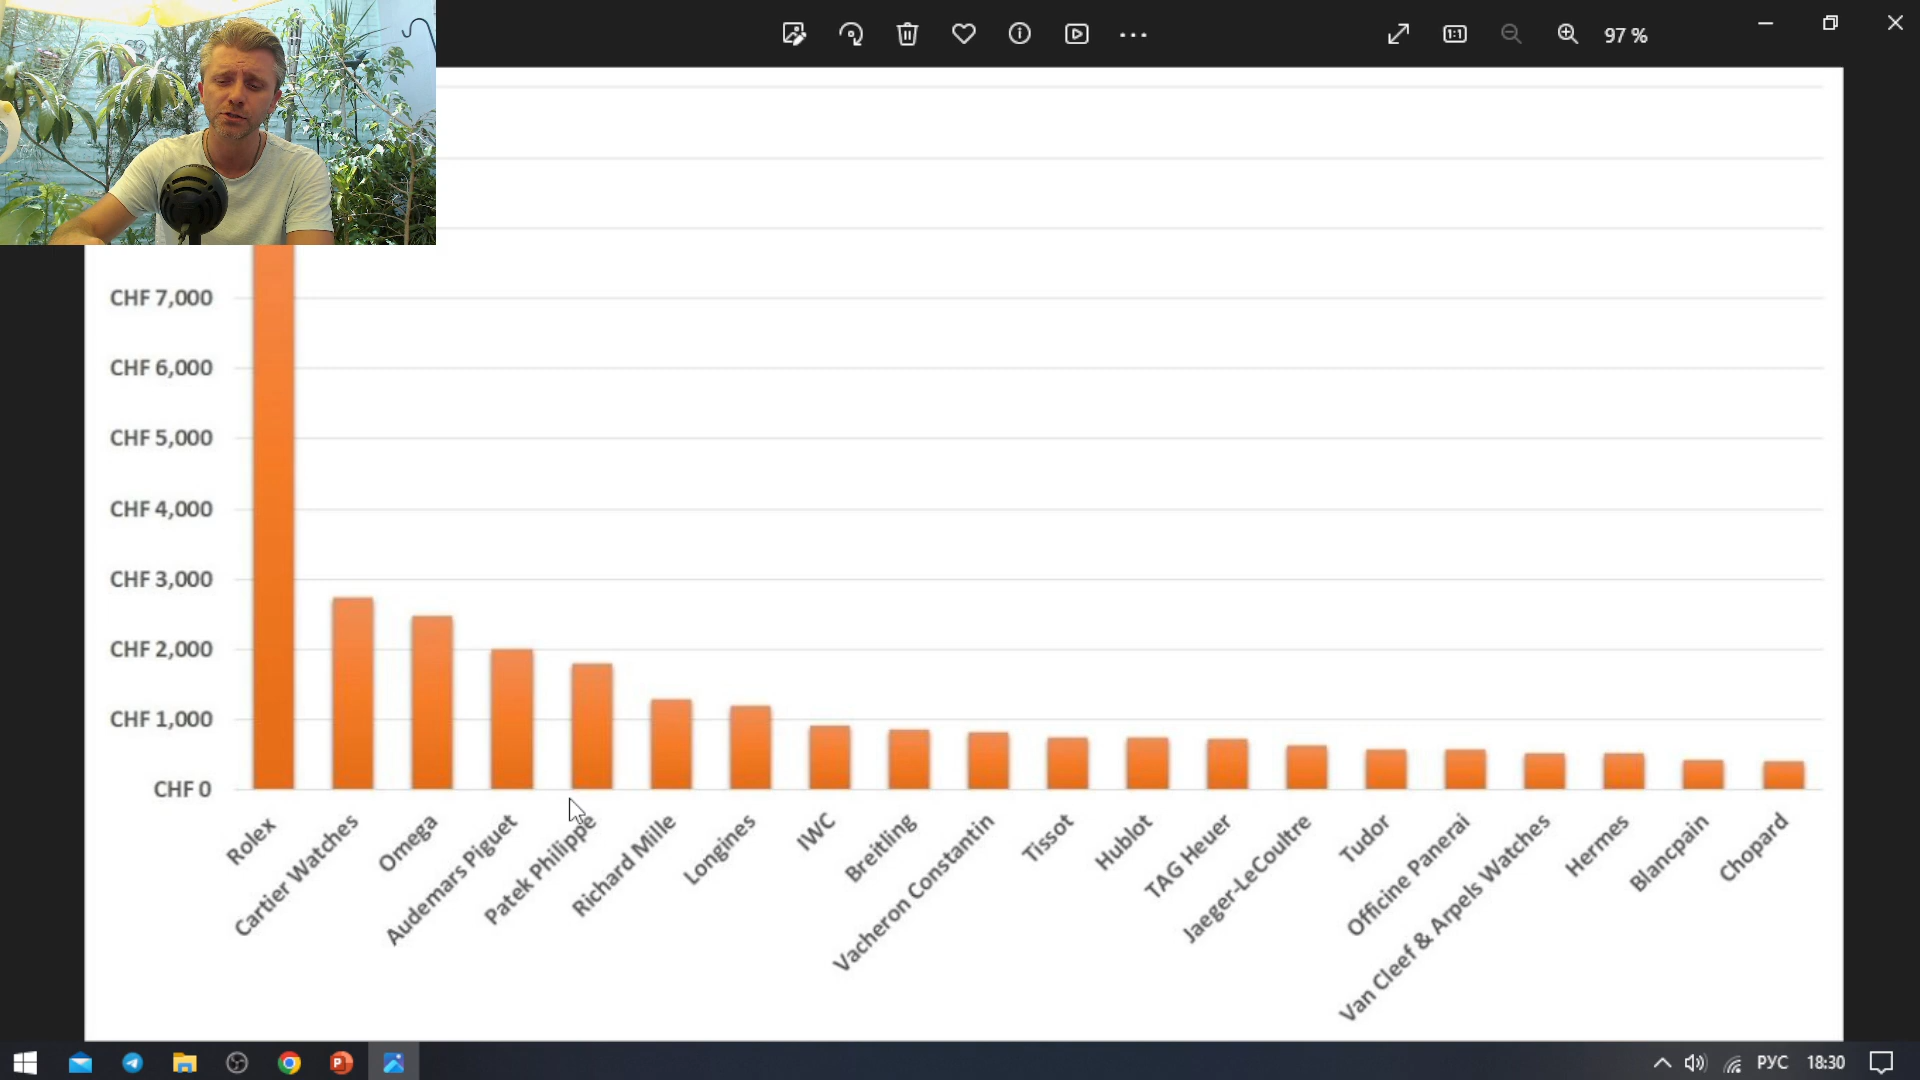 97 %
CHF 7,000
CHF 6,000
CHF 5,000
CHF 4,000
CHF 3,000
CHF 2,000
CHF 1,000
CHF 0
Rolex
Cartier Watches
Omega
Audemars Piguet
Patek Philippe
Richard Mille
Longines
IWC
Breitling
Vacheron Constantin
Tissot
Hublot
TAG Heuer
Jaeger-LeCoultre
Tudor
Officine Panerai
Van Cleef & Arpels Watches
Hermes
Blancpain
Chopard
РУС
18:30